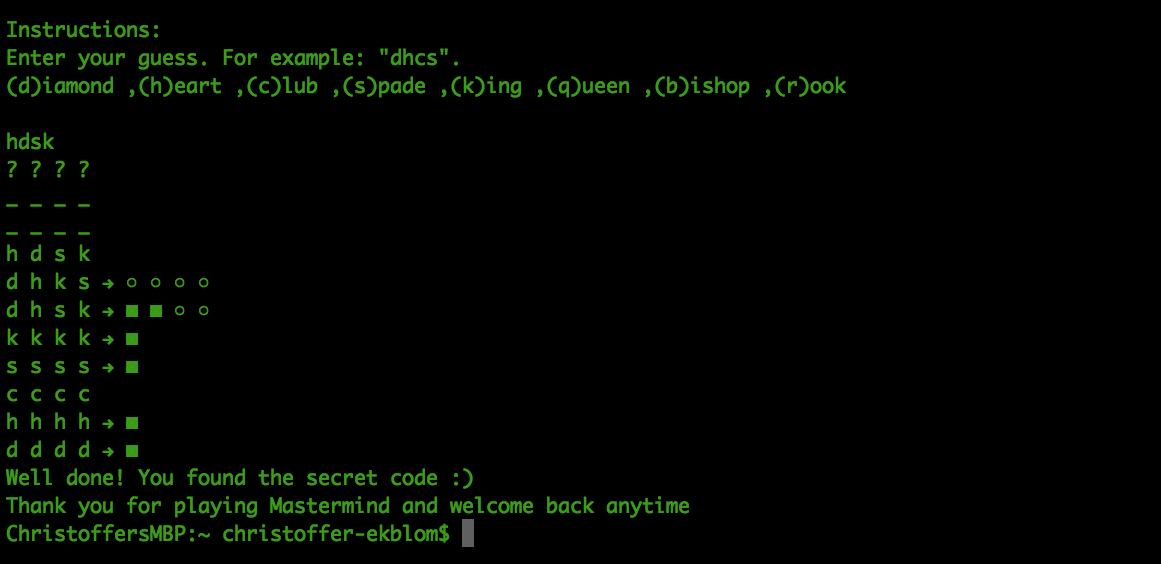 Instructions:
Enter your guess. For example: "dhcs".
(d)iamond ,(h)eart ,(c)lub ,(s)pade ,(k)ing ,(q)ueen ,(b)ishop ,(r)ook
hdsk
? ? ? ?
_ _ _ _
_ _ _ _
h d s k
d h k s → ○ ○ ○ ○
d h s k → ■ ■ ○ ○
k k k k → ■
s s s s → ■
c c c c
h h h h → ■
d d d d → ■
Well done! You found the secret code :)
Thank you for playing Mastermind and welcome back anytime
ChristoffersMBP:~ christoffer-ekblom$